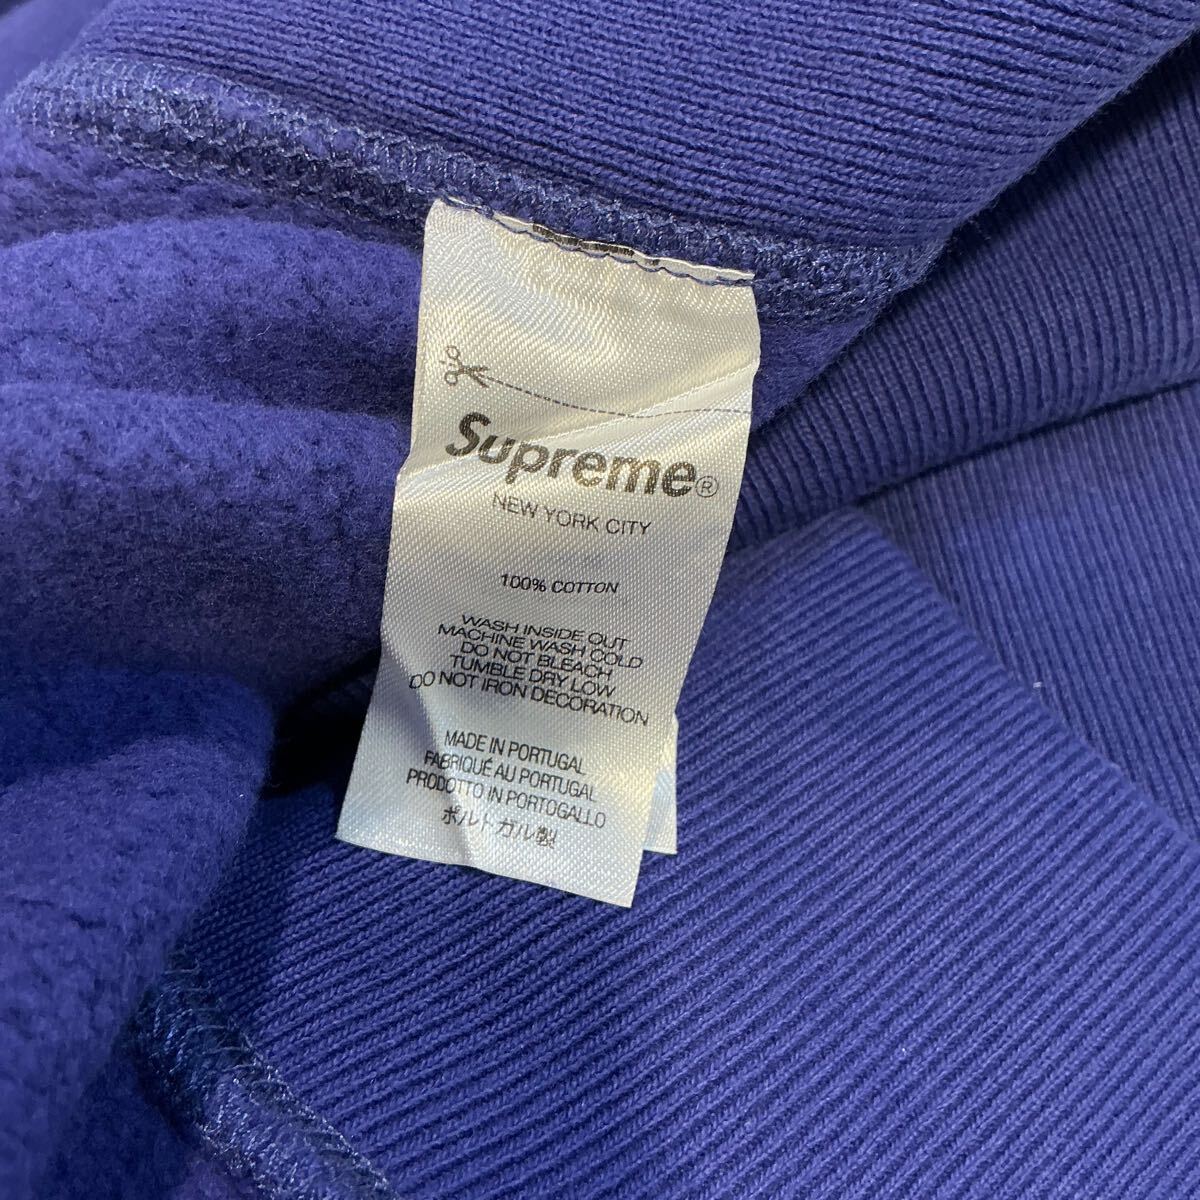 Supreme®
NEW YORK CITY
100% COTTON
WASH INSIDE OUT
MACHINE WASH COLD
DO NOT BLEACH
TUMBLE DRY LOW
DO NOT IRON DECORATION
MADE IN PORTUGAL
FABRIQUÉ AU PORTUGAL
PRODOTTO IN PORTOGALLO
ポルトガル製